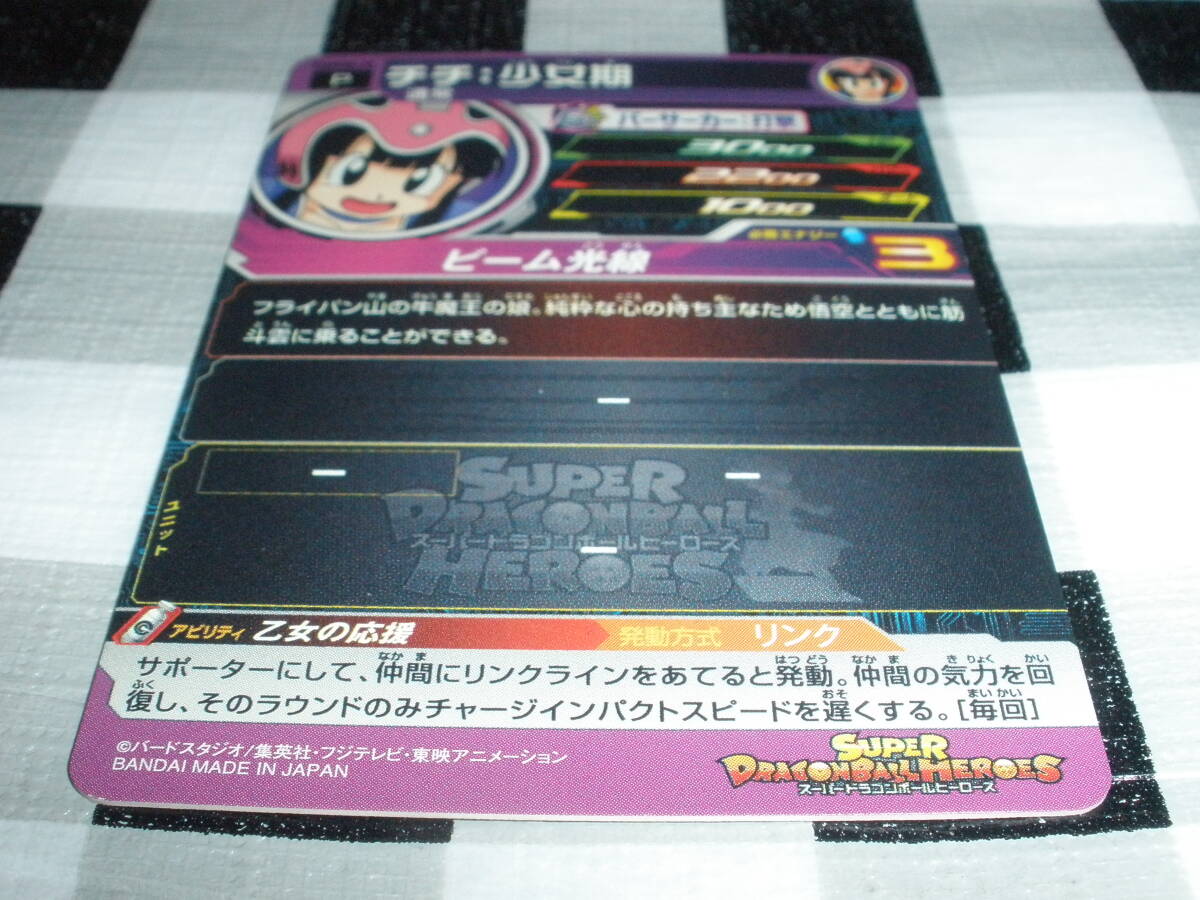 P チチ:少女期
通常
バーサーカー:打撃
3000
2200
1000
必殺エナジー 3
ビーム光線
フライパン山の牛魔王の娘。純粋な心の持ち主なため悟空とともに筋
斗雲に乗ることができる。
-
- -
ユニット
-
SUPER
DRAGONBALL
スーパードラゴンボールヒーローズ
HEROES
アビリティ 乙女の応援 発動方式 リンク
サポーターにして、仲間にリンクラインをあてると発動。仲間の気力を回
復し、そのラウンドのみチャージインパクトスピードを遅くする。[毎回]
©バードスタジオ/集英社・フジテレビ・東映アニメーション
BANDAI MADE IN JAPAN
SUPER
DRAGONBALL HEROES
スーパードラゴンボールヒーローズ